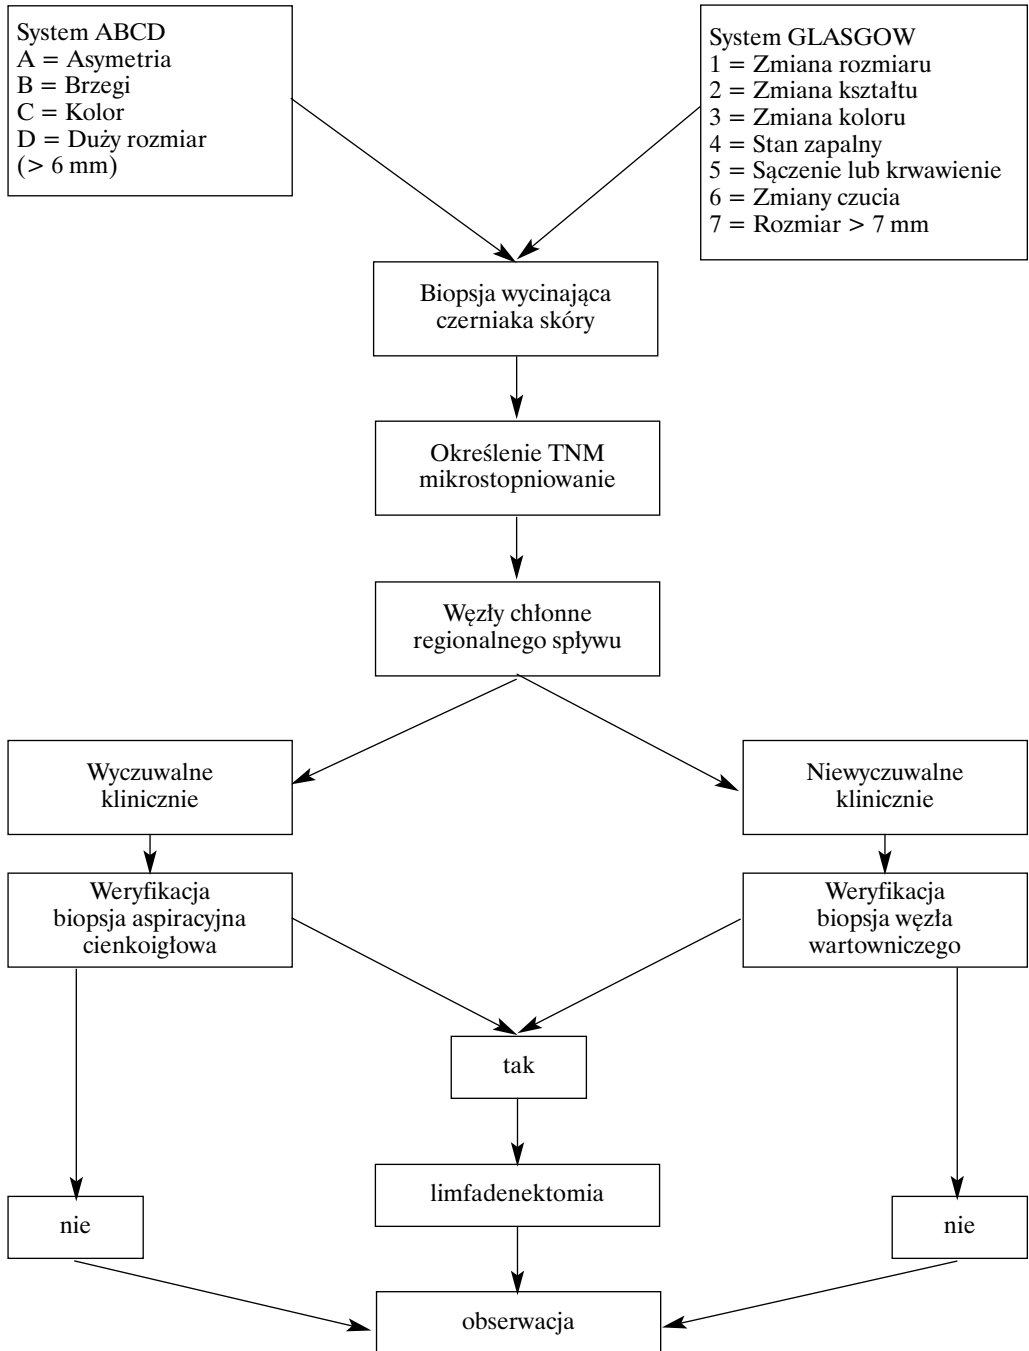 System ABCD
A = Asymetria
B = Brzegi
C = Kolor
D = Duży rozmiar
(> 6 mm)
System GLASGOW
1 = Zmiana rozmiaru
2 = Zmiana kształtu
3 = Zmiana koloru
4 = Stan zapalny
5 = Sączenie lub krwawienie
6 = Zmiany czucia
7 = Rozmiar > 7 mm
Biopsja wycinająca
czerniaka skóry
Określenie TNM
mikrostopniowanie
Węzły chłonne
regionalnego spływu
Wyczuwalne
klinicznie
Niewyczuwalne
klinicznie
Weryfikacja
biopsja aspiracyjna
cienkoigłowa
Weryfikacja
biopsja węzła
wartowniczego
tak
limfadenektomia
nie
nie
obserwacja